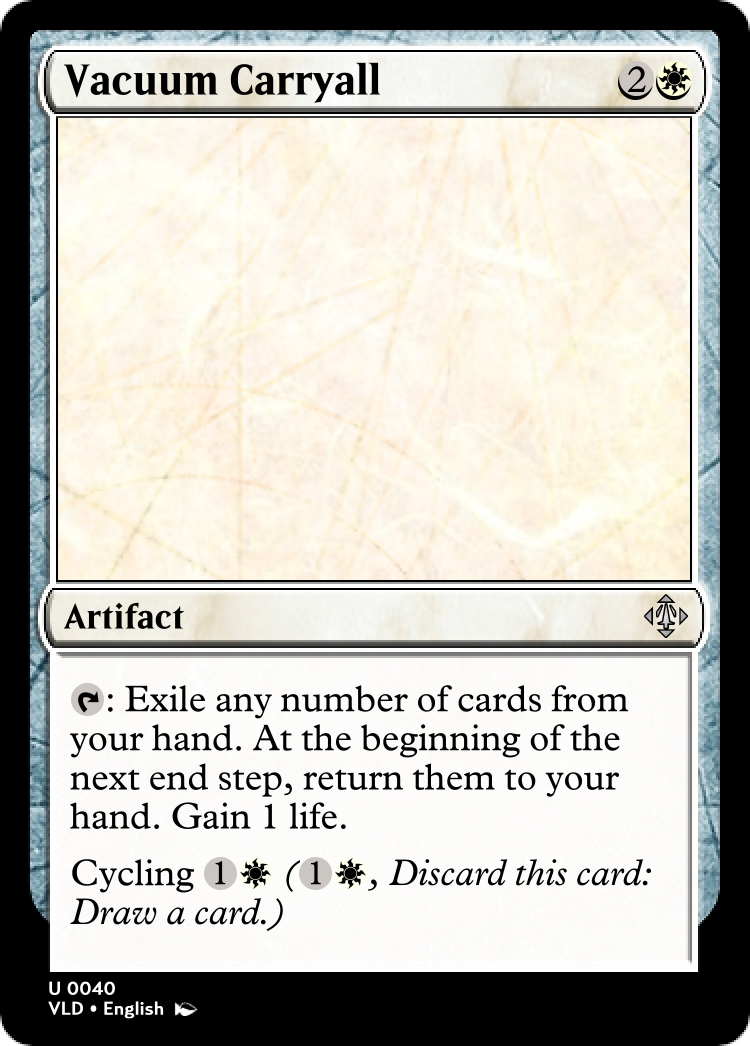 Vacuum Carryall 2
Artifact
: Exile any number of cards from
your hand. At the beginning of the
next end step, return them to your
hand. Gain 1 life.
Cycling 1 (1, Discard this card:
Draw a card.)
U 0040
VLD • English